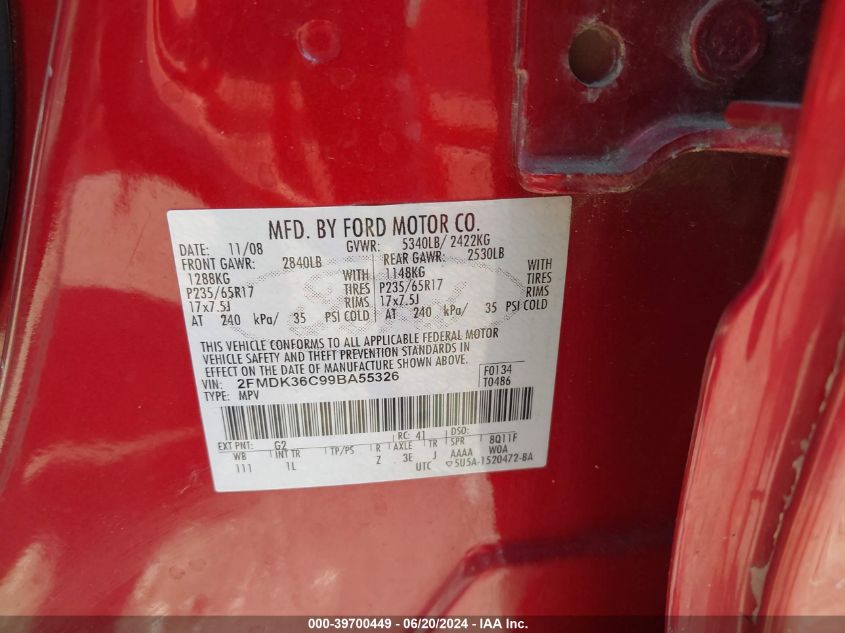 MFD. BY FORD MOTOR CO.
DATE: 11/08 GVWR: 5340LB/ 2422KG
FRONT GAWR: 2840LB REAR GAWR: 2530LB
1288KG WITH 1148KG WITH
P235/65R17 TIRES P235/65R17 TIRES
17x7.5J RIMS 17x7.5J RIMS
AT 240 kPa/ 35 PSI COLD AT 240 kPa/ 35 PSI COLD
THIS VEHICLE CONFORMS TO ALL APPLICABLE FEDERAL MOTOR
VEHICLE SAFETY AND THEFT PREVENTION STANDARDS IN
EFFECT ON THE DATE OF MANUFACTURE SHOWN ABOVE.
VIN: 2FMDK36C99BA55326 F0134
TYPE: MPV T0486
EXT PNT: G2 RC: 41 DSO: 8Q11F
WB INT TR TP/PS R AXLE TR SPR W0A
111 1L Z 3E J AAAA
UTC 5U5A-1520472-BA
000-39700449 - 06/20/2024 - IAA Inc.